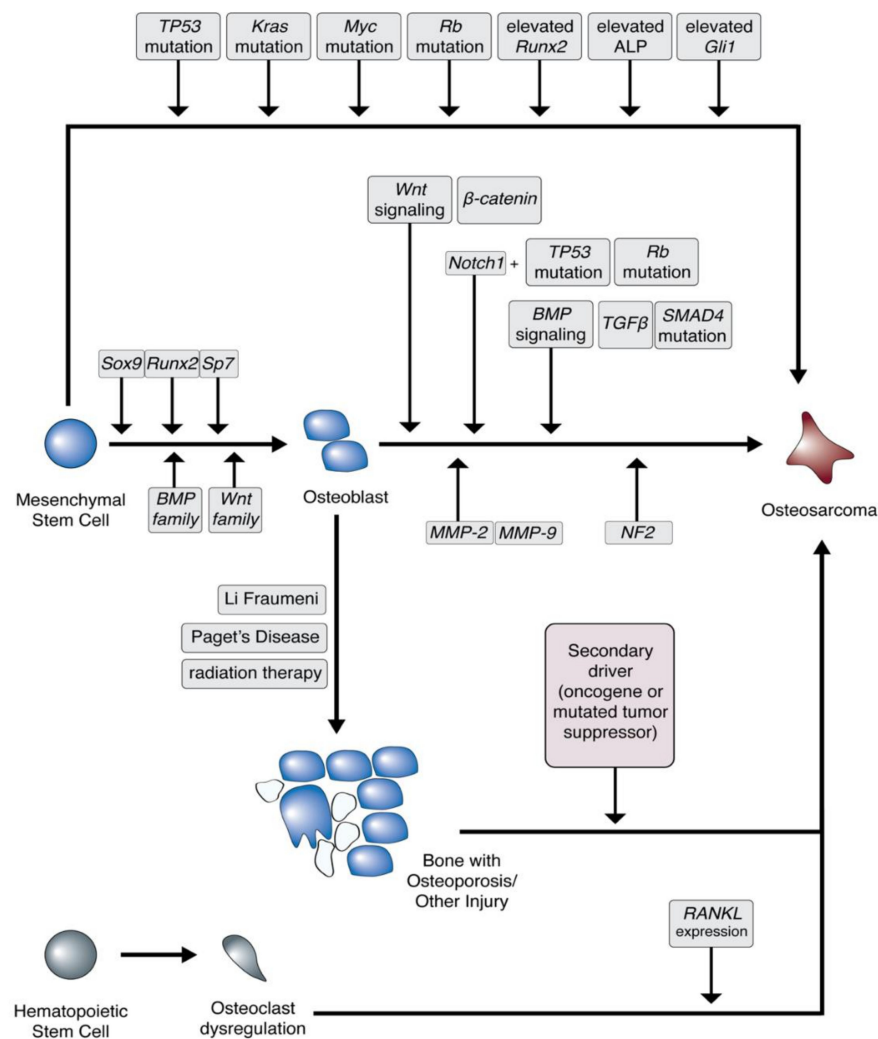 TP53
mutation
Kras
mutation
Myc
mutation
Rb
mutation
elevated
Runx2
elevated
ALP
elevated
Gli1
Wnt
signaling
β-catenin
Notch1 +
TP53
mutation
Rb
mutation
BMP
signaling
TGFβ
SMAD4
mutation
Sox9
Runx2
Sp7
Mesenchymal
Stem Cell
BMP
family
Wnt
family
Osteoblast
MMP-2
MMP-9
NF2
Osteosarcoma
Li Fraumeni
Paget's Disease
radiation therapy
Secondary
driver
(oncogene or
mutated tumor
suppressor)
Bone with
Osteoporosis/
Other Injury
RANKL
expression
Hematopoietic
Stem Cell
Osteoclast
dysregulation